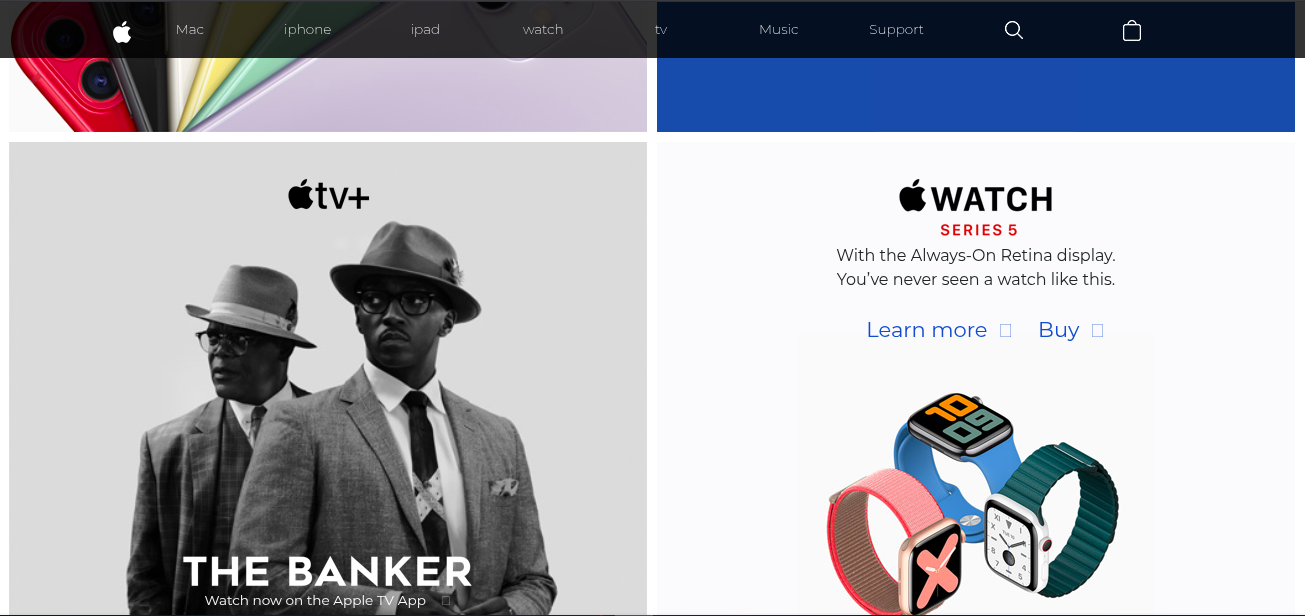 Mac iphone ipad watch tv Music Support
tv+
THE BANKER
Watch now on the Apple TV App
WATCH
SERIES 5
With the Always-On Retina display.
You’ve never seen a watch like this.
Learn more Buy
10
09